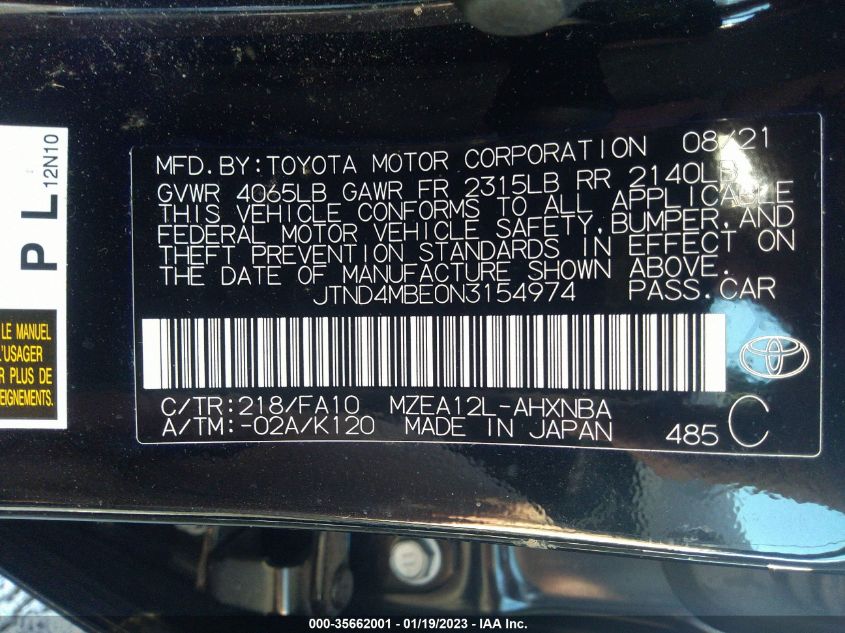 MFD.BY:TOYOTA MOTOR CORPORATION 08/21
GVWR 4065LB GAWR FR 2315LB RR 2140LB
THIS VEHICLE CONFORMS TO ALL APPLICABLE
FEDERAL MOTOR VEHICLE SAFETY,BUMPER,AND
THEFT PREVENTION STANDARDS IN EFFECT ON
THE DATE OF MANUFACTURE SHOWN ABOVE.
JTND4MBE0N3154974 PASS.CAR
C/TR:218/FA10 MZEA12L-AHXNBA
A/TM:-02A/K120 MADE IN JAPAN 485 C
PL
12N10
LE MANUEL
L'USAGER
R PLUS DE
EIGNEMENTS.
000-35662001 - 01/19/2023 - IAA Inc.